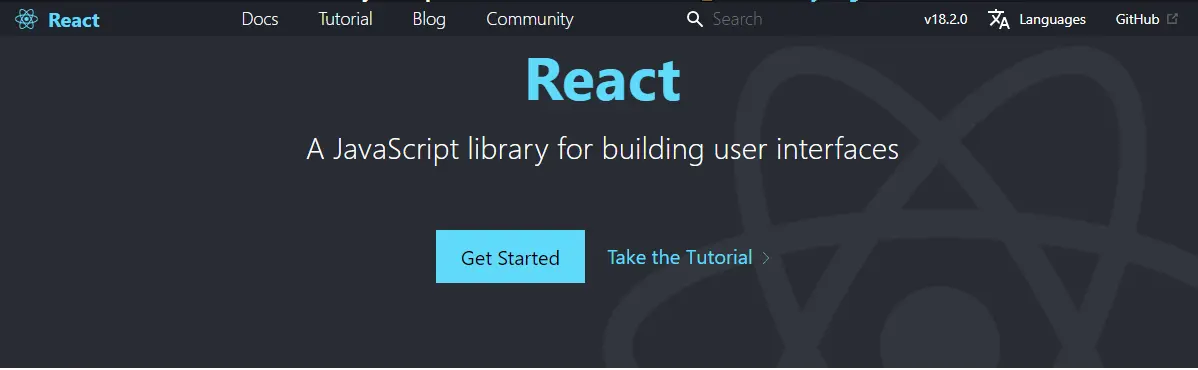 React Docs Tutorial Blog Community Search v18.2.0 Languages GitHub
React
A JavaScript library for building user interfaces
Get Started Take the Tutorial